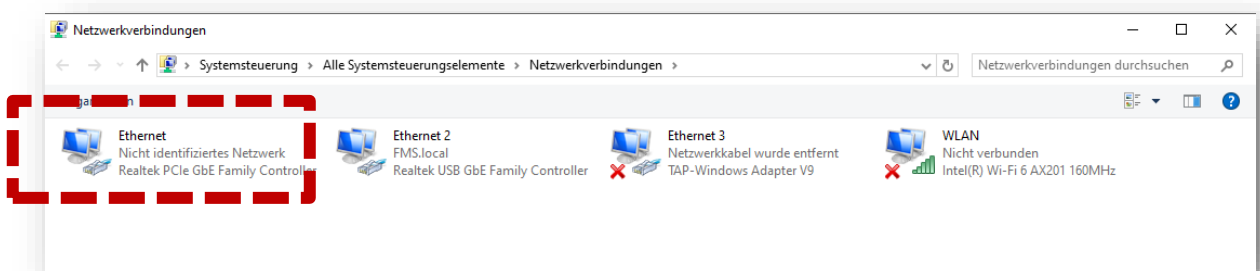 Netzwerkverbindungen
Systemsteuerung > Alle Systemsteuerungselemente > Netzwerkverbindungen >
Netzwerkverbindungen durchsuchen
Ethernet
Nicht identifiziertes Netzwerk
Realtek PCIe GbE Family Controller
Ethernet 2
FMS.local
Realtek USB GbE Family Controller
Ethernet 3
Netzwerkkabel wurde entfernt
TAP-Windows Adapter V9
WLAN
Nicht verbunden
Intel(R) Wi-Fi 6 AX201 160MHz